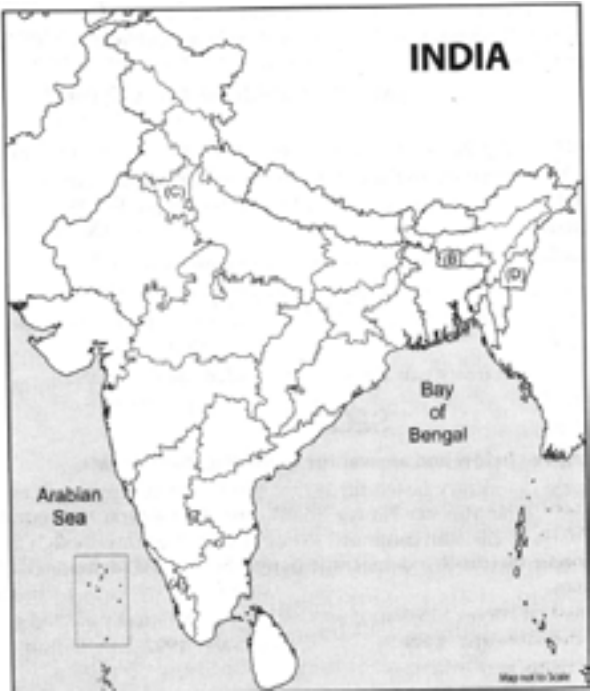 INDIA
(C)
(B)
(D)
Bay
of
Bengal
Arabian
Sea
Map not to Scale